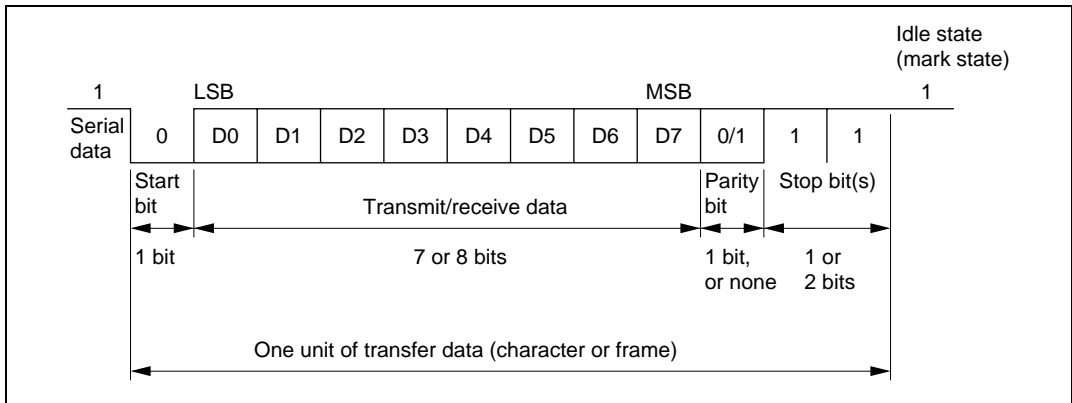 Idle state
(mark state)
1 LSB MSB 1
Serial
data
0 D0 D1 D2 D3 D4 D5 D6 D7 0/1 1 1
Start
bit
Transmit/receive data
Parity
bit
Stop bit(s)
1 bit
7 or 8 bits
1 bit,
or none
1 or
2 bits
One unit of transfer data (character or frame)